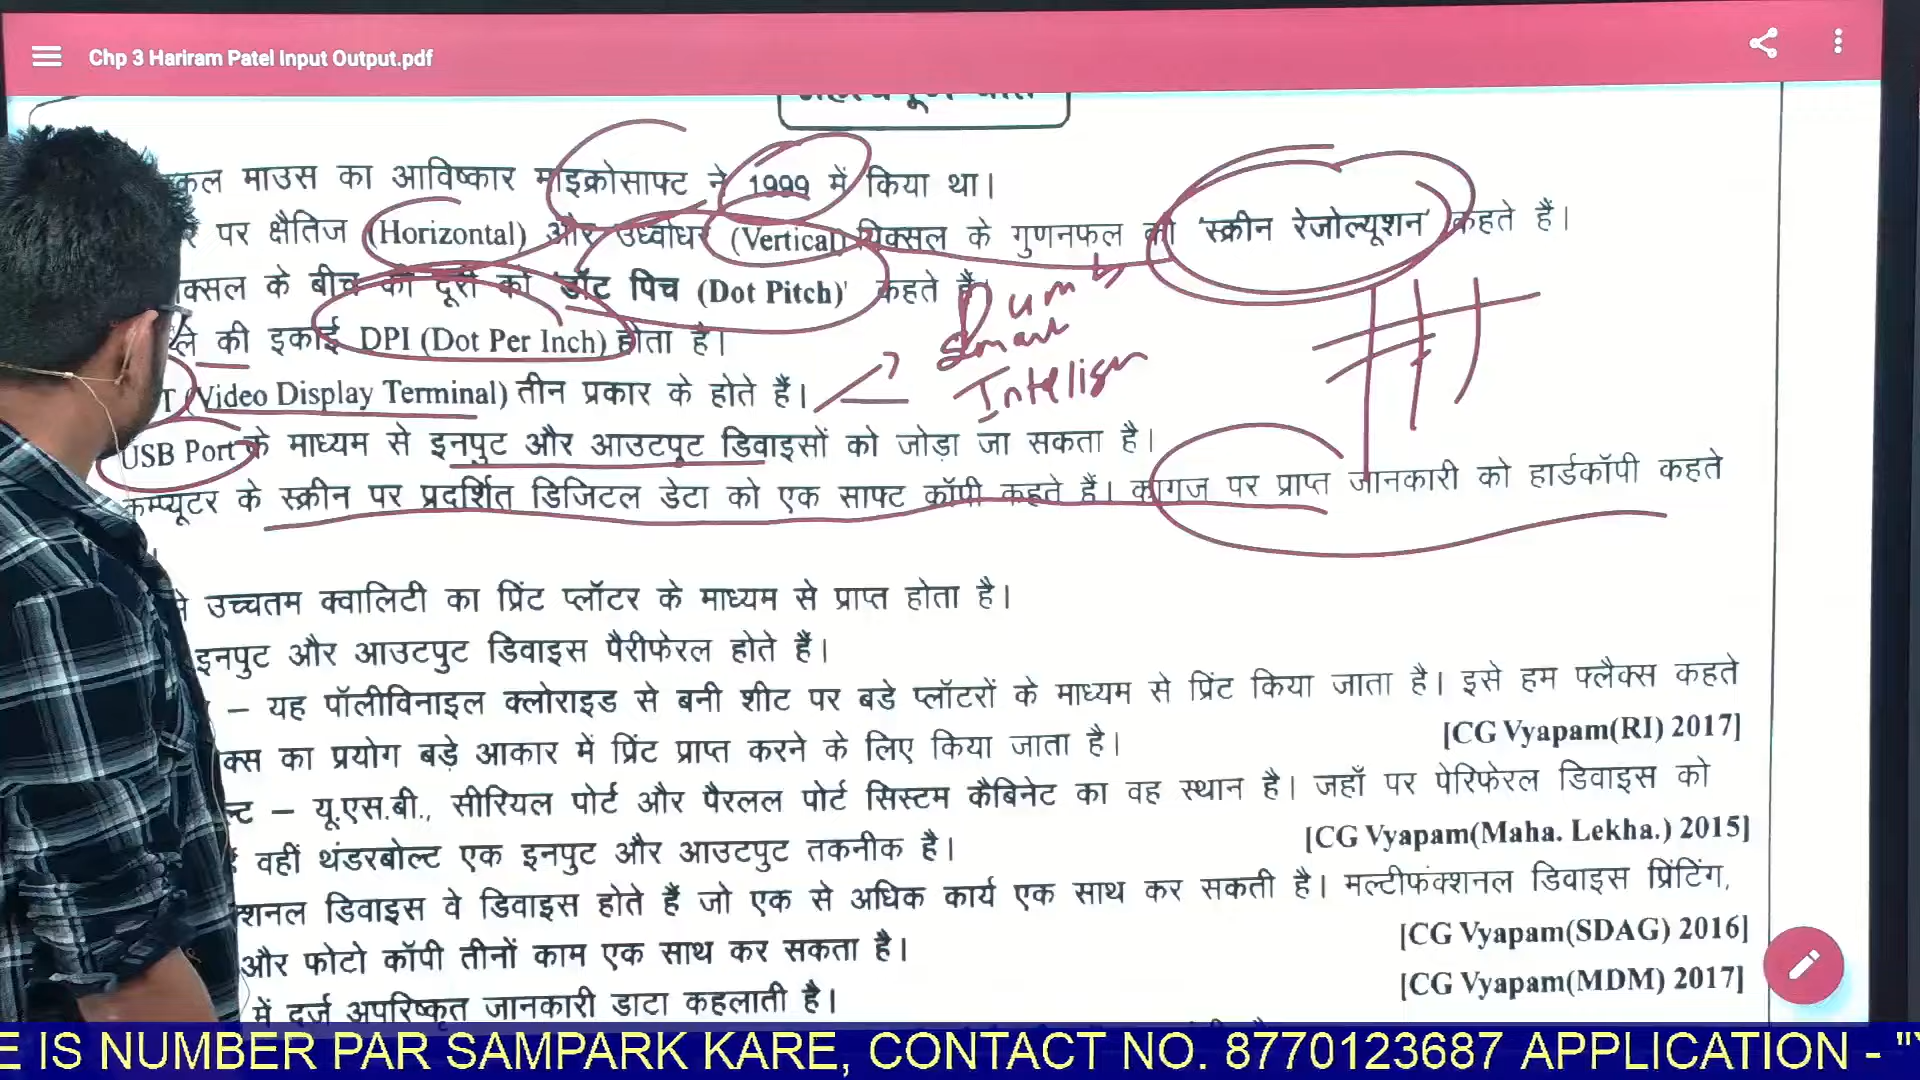 Chp 3 Hariram Patel Input Output.pdf
माउस का आविष्कार माइक्रोसाफ्ट ने 1999 में किया था।
पर क्षैतिज (Horizontal) और उर्ध्वाधर (Vertical) पिक्सल के गुणनफल को 'स्क्रीन रेजोल्यूशन' कहते हैं।
के बीच की दूरी को 'डॉट पिच (Dot Pitch)' कहते हैं।
Dum
की इकाई DPI (Dot Per Inch) होता है।
Smart
(Video Display Terminal) तीन प्रकार के होते हैं।
USB Port के माध्यम से इनपुट और आउटपुट डिवाइसों को जोड़ा जा सकता है।
कम्प्यूटर के स्क्रीन पर प्रदर्शित डिजिटल डेटा को एक साफ्ट कॉपी कहते हैं। कागज पर प्राप्त जानकारी को हार्डकॉपी कहते
उच्चतम क्वालिटी का प्रिंट प्लॉटर के माध्यम से प्राप्त होता है।
इनपुट और आउटपुट डिवाइस पैरीफेरल होते हैं।
– यह पॉलीविनाइल क्लोराइड से बनी शीट पर बडे प्लॉटरों के माध्यम से प्रिंट किया जाता है। इसे हम फ्लैक्स कहते
का प्रयोग बड़े आकार में प्रिंट प्राप्त करने के लिए किया जाता है। [CG Vyapam(RI) 2017]
– यू.एस.बी., सीरियल पोर्ट और पैरलल पोर्ट सिस्टम कैबिनेट का वह स्थान है। जहाँ पर पेरिफेरल डिवाइस को
वहीं थंडरबोल्ट एक इनपुट और आउटपुट तकनीक है। [CG Vyapam(Maha. Lekha.) 2015]
डिवाइस वे डिवाइस होते हैं जो एक से अधिक कार्य एक साथ कर सकती है। मल्टीफंक्शनल डिवाइस प्रिंटिंग,
और फोटो कॉपी तीनों काम एक साथ कर सकता है। [CG Vyapam(SDAG) 2016]
में दर्ज अपरिष्कृत जानकारी डाटा कहलाती है। [CG Vyapam(MDM) 2017]
E IS NUMBER PAR SAMPARK KARE, CONTACT NO. 8770123687 APPLICATION - "